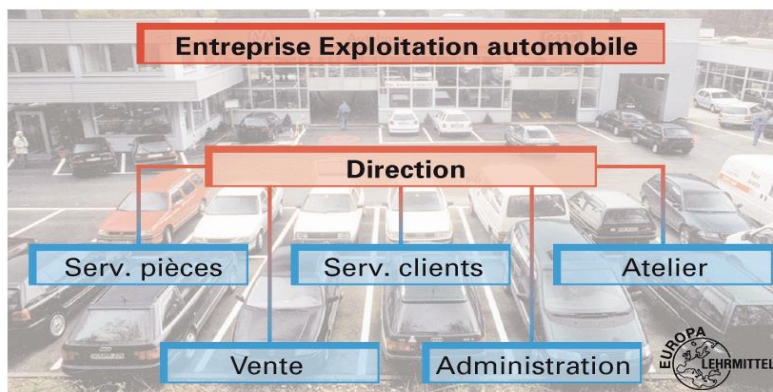 Entreprise Exploitation automobile
Direction
Serv. pièces
Serv. clients
Atelier
Vente
Administration
EUROPA
LEHRMITTEL